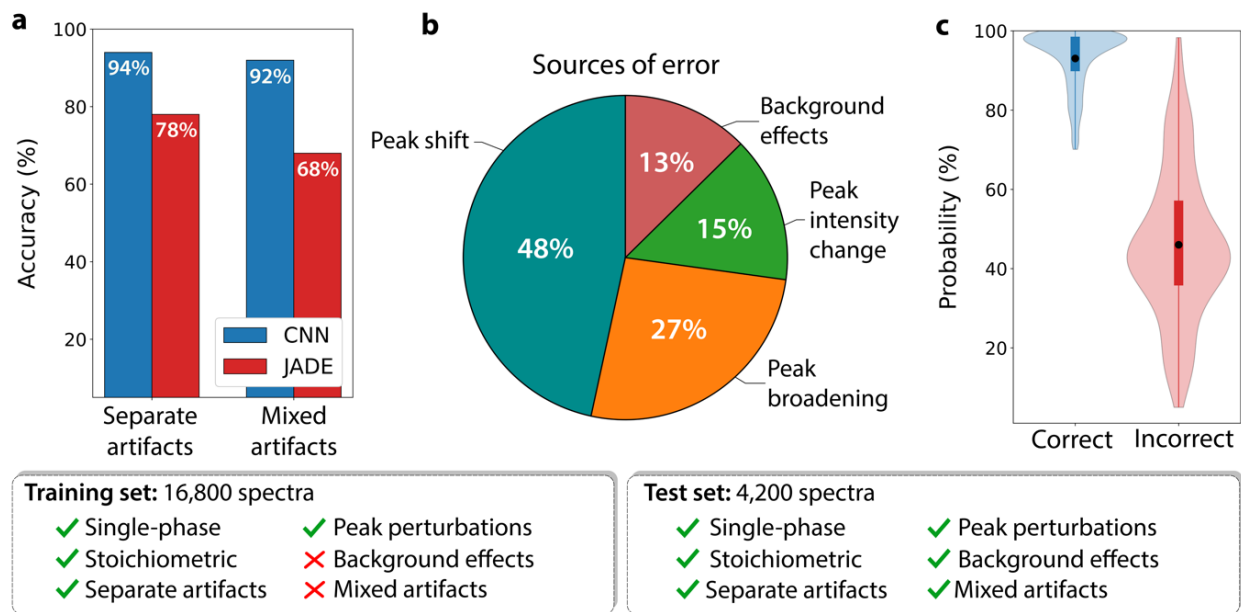 a
Accuracy (%)
100
80
60
40
20
94%
78%
92%
68%
CNN
JADE
Separate
artifacts
Mixed
artifacts
b
Sources of error
Peak shift
Background
effects
Peak
intensity
change
Peak
broadening
48%
13%
15%
27%
c
Probability (%)
100
80
60
40
20
Correct
Incorrect
Training set: 16,800 spectra
Single-phase
Stoichiometric
Separate artifacts
Peak perturbations
Background effects
Mixed artifacts
Test set: 4,200 spectra
Single-phase
Stoichiometric
Separate artifacts
Peak perturbations
Background effects
Mixed artifacts